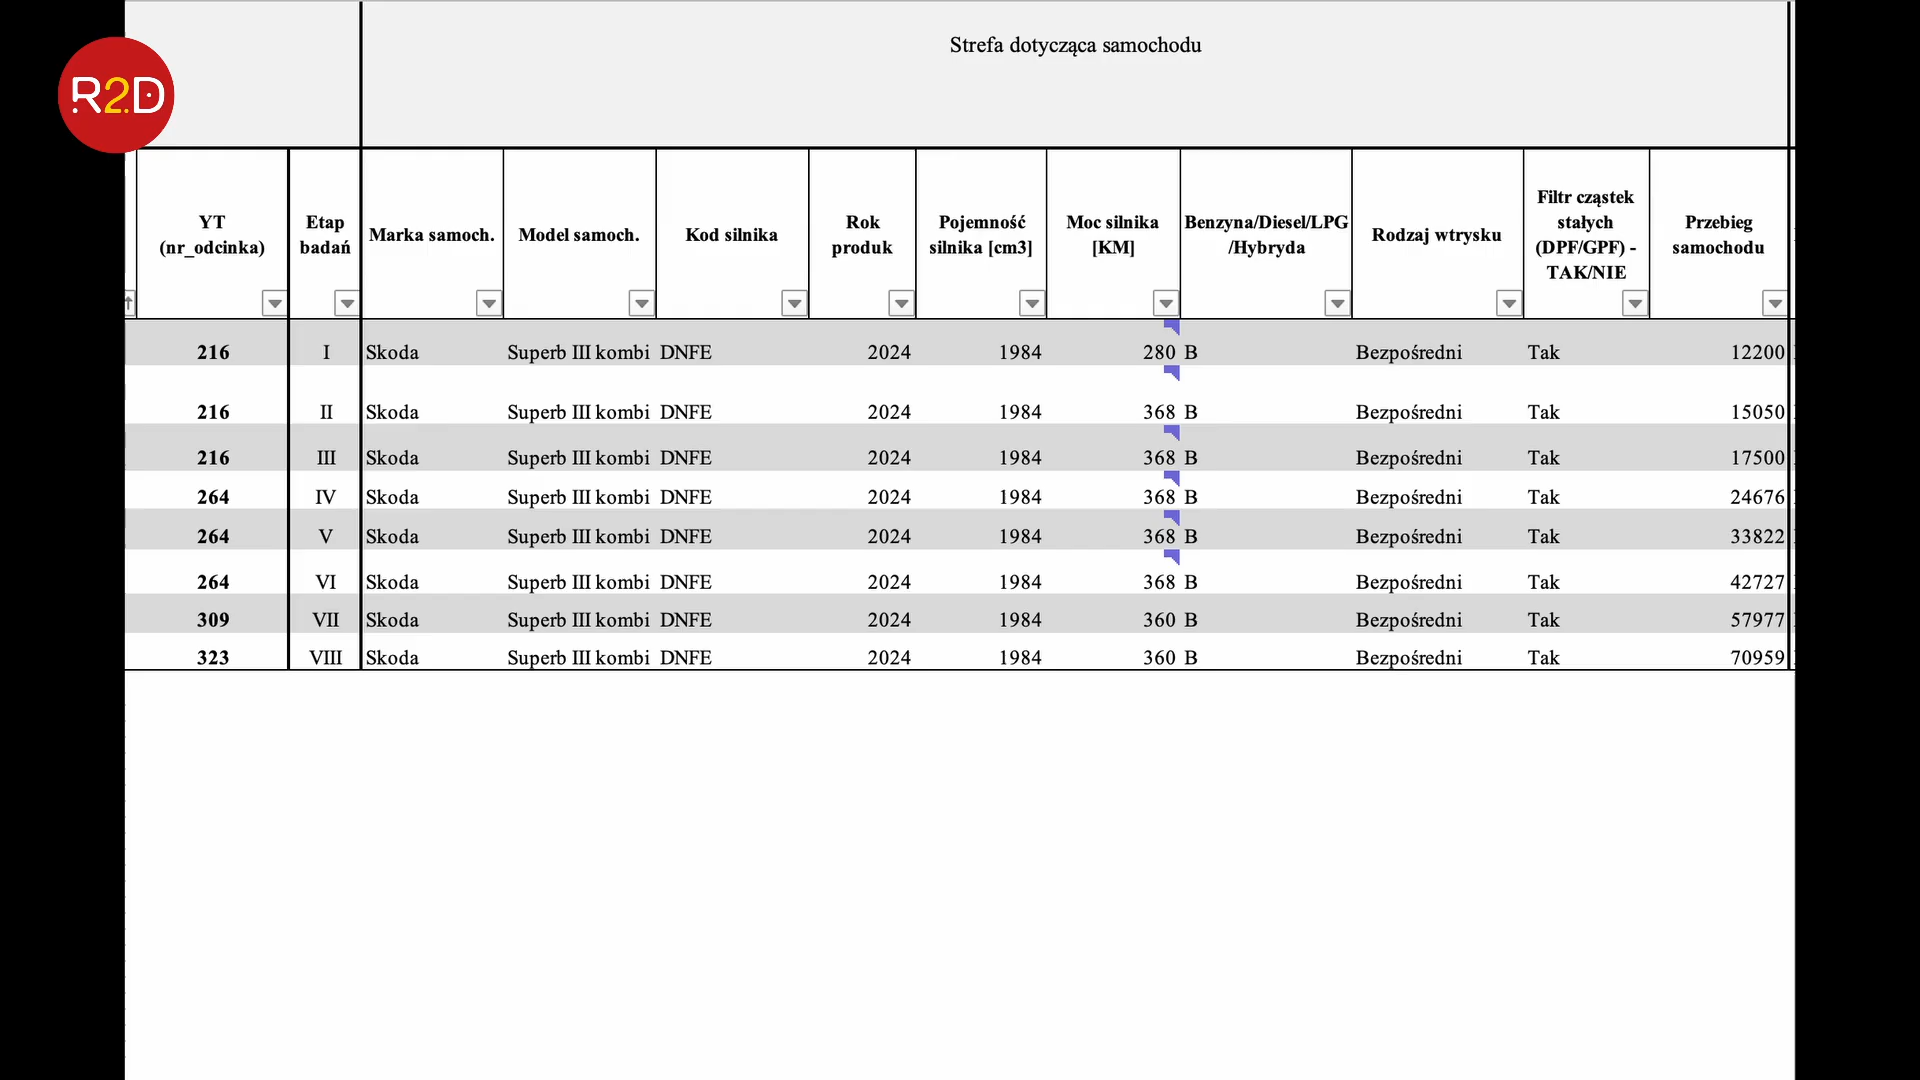 R2D
Strefa dotycząca samochodu
YT (nr_odcinka) Etap badań Marka samoch. Model samoch. Kod silnika Rok produk Pojemność silnika [cm3] Moc silnika [KM] Benzyna/Diesel/LPG /Hybryda Rodzaj wtrysku Filtr cząstek stałych (DPF/GPF) - TAK/NIE Przebieg samochodu
216 I Skoda Superb III kombi DNFE 2024 1984 280 B Bezpośredni Tak 12200
216 II Skoda Superb III kombi DNFE 2024 1984 368 B Bezpośredni Tak 15050
216 III Skoda Superb III kombi DNFE 2024 1984 368 B Bezpośredni Tak 17500
264 IV Skoda Superb III kombi DNFE 2024 1984 368 B Bezpośredni Tak 24676
264 V Skoda Superb III kombi DNFE 2024 1984 368 B Bezpośredni Tak 33822
264 VI Skoda Superb III kombi DNFE 2024 1984 368 B Bezpośredni Tak 42727
309 VII Skoda Superb III kombi DNFE 2024 1984 360 B Bezpośredni Tak 57977
323 VIII Skoda Superb III kombi DNFE 2024 1984 360 B Bezpośredni Tak 70959